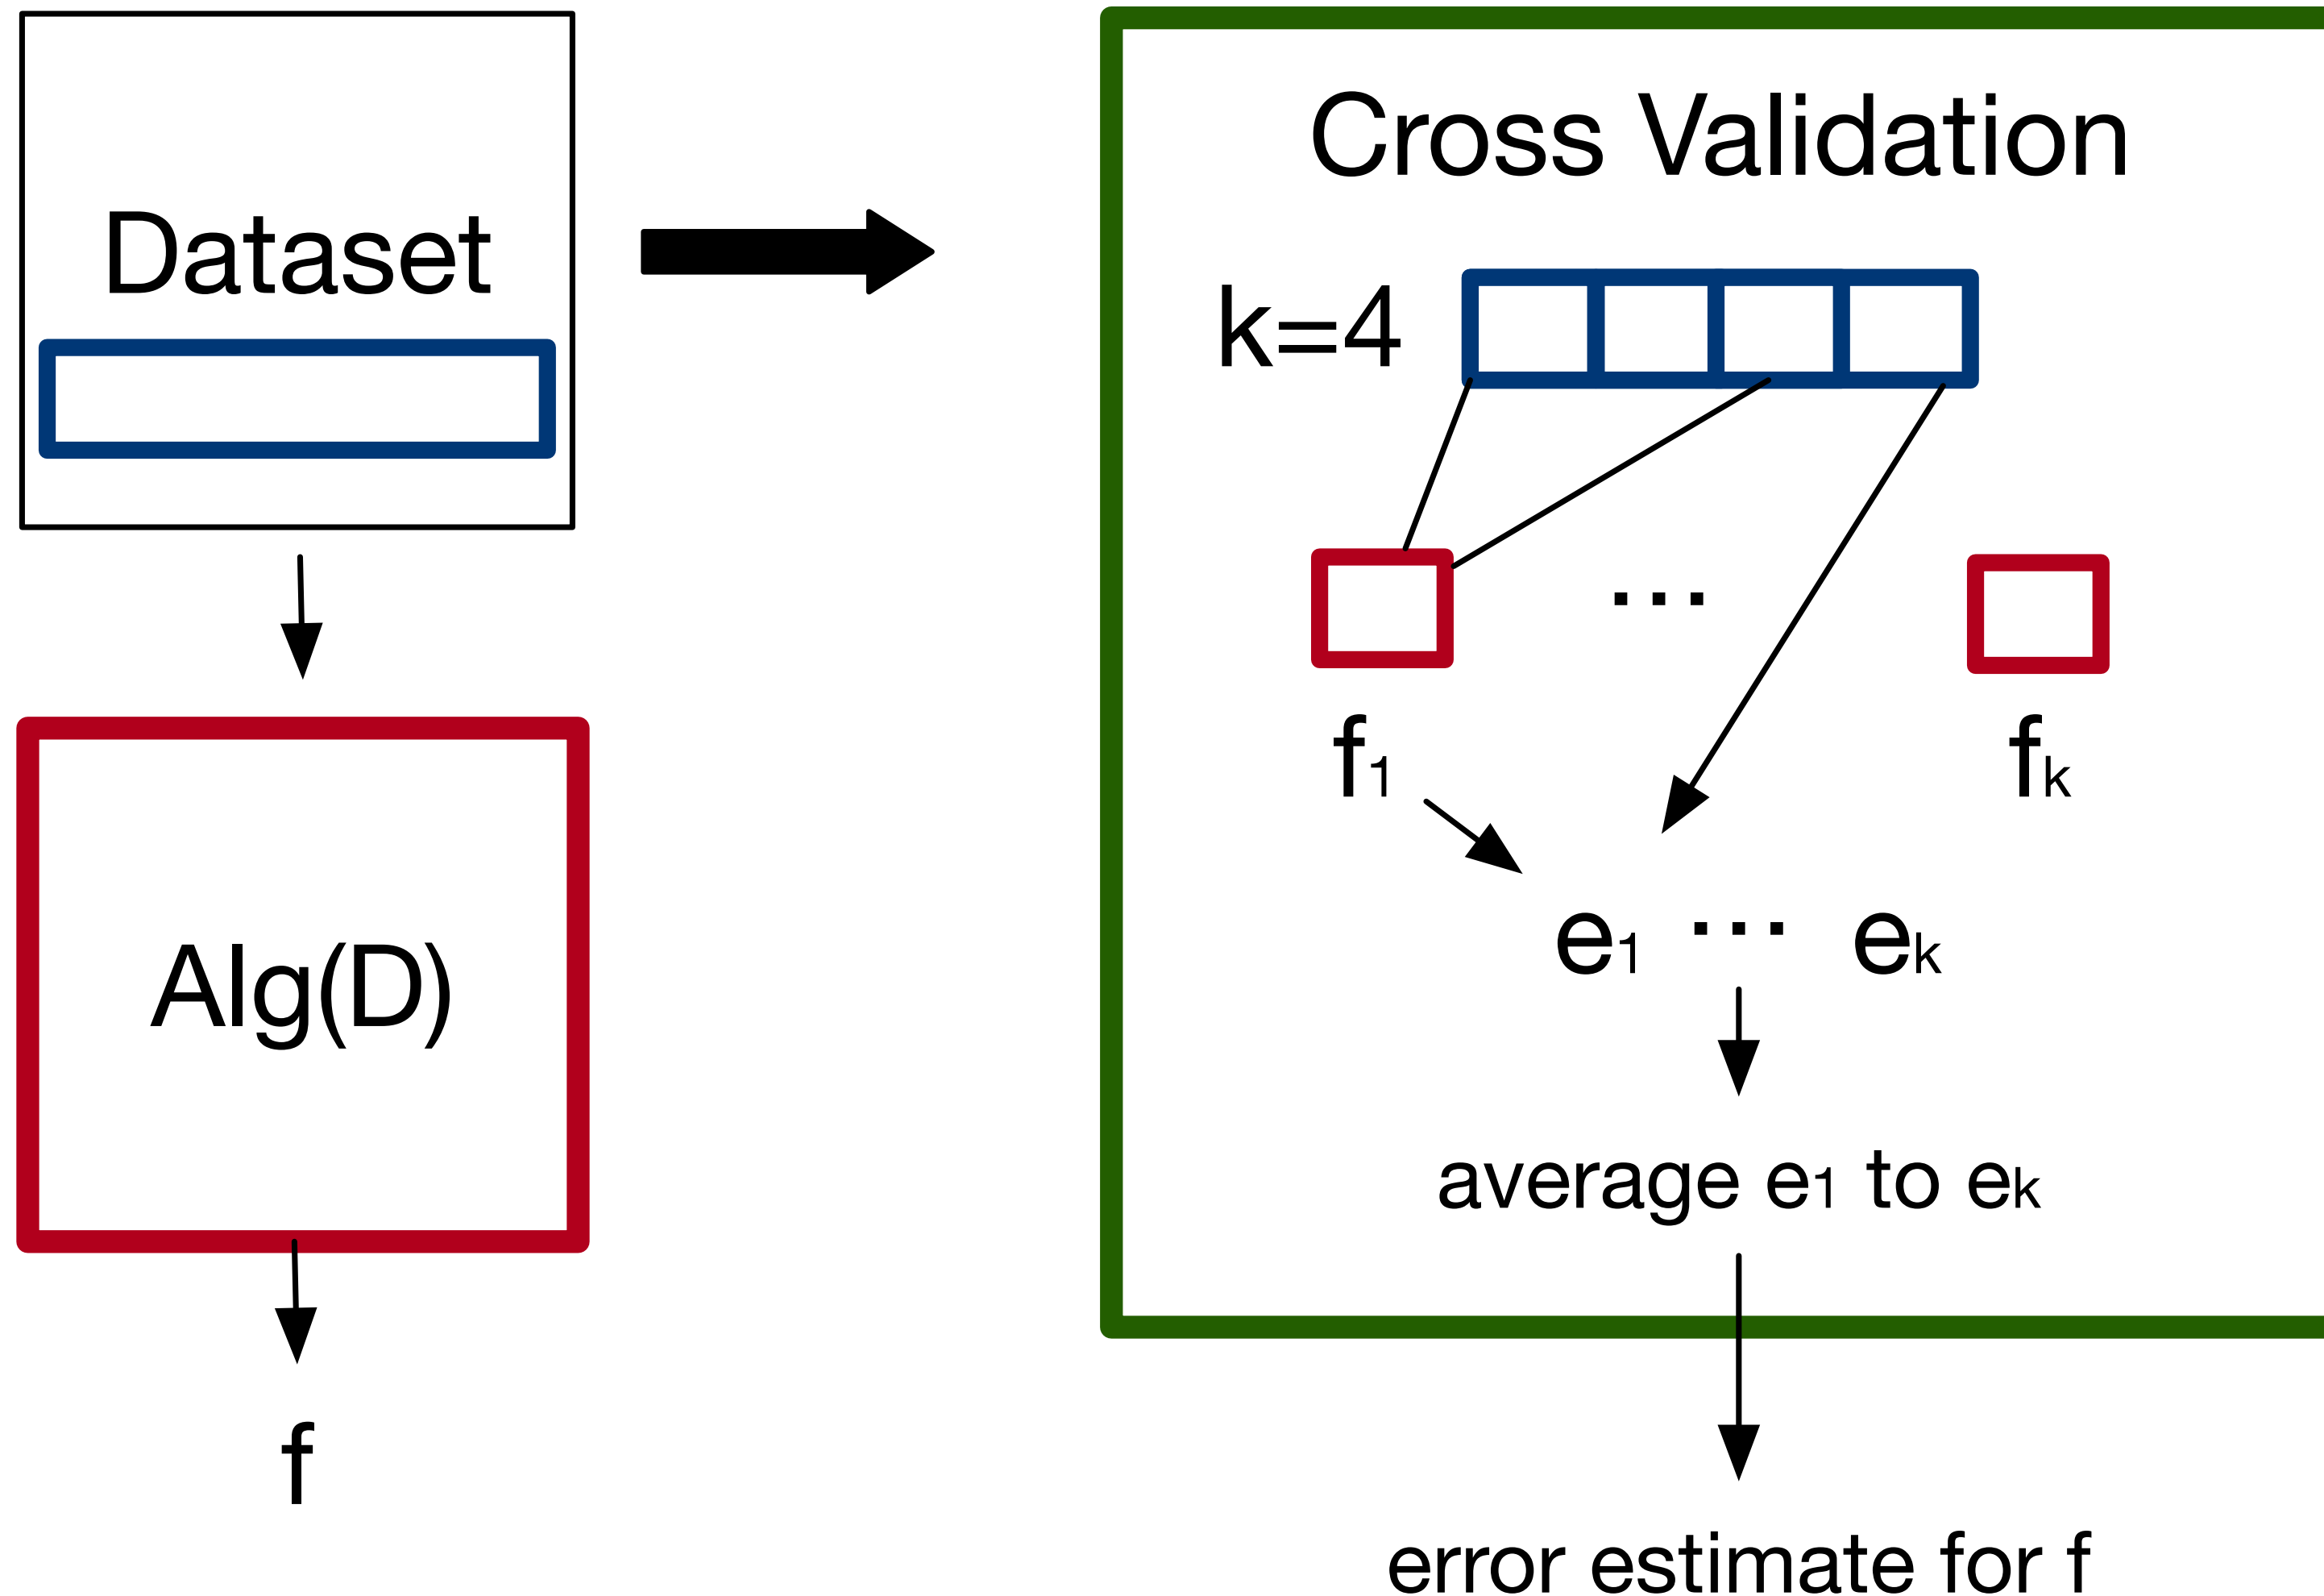 Dataset
Alg(D)
f
Cross Validation
k=4
...
f1
fk
e1 ... ek
average e1 to ek
error estimate for f